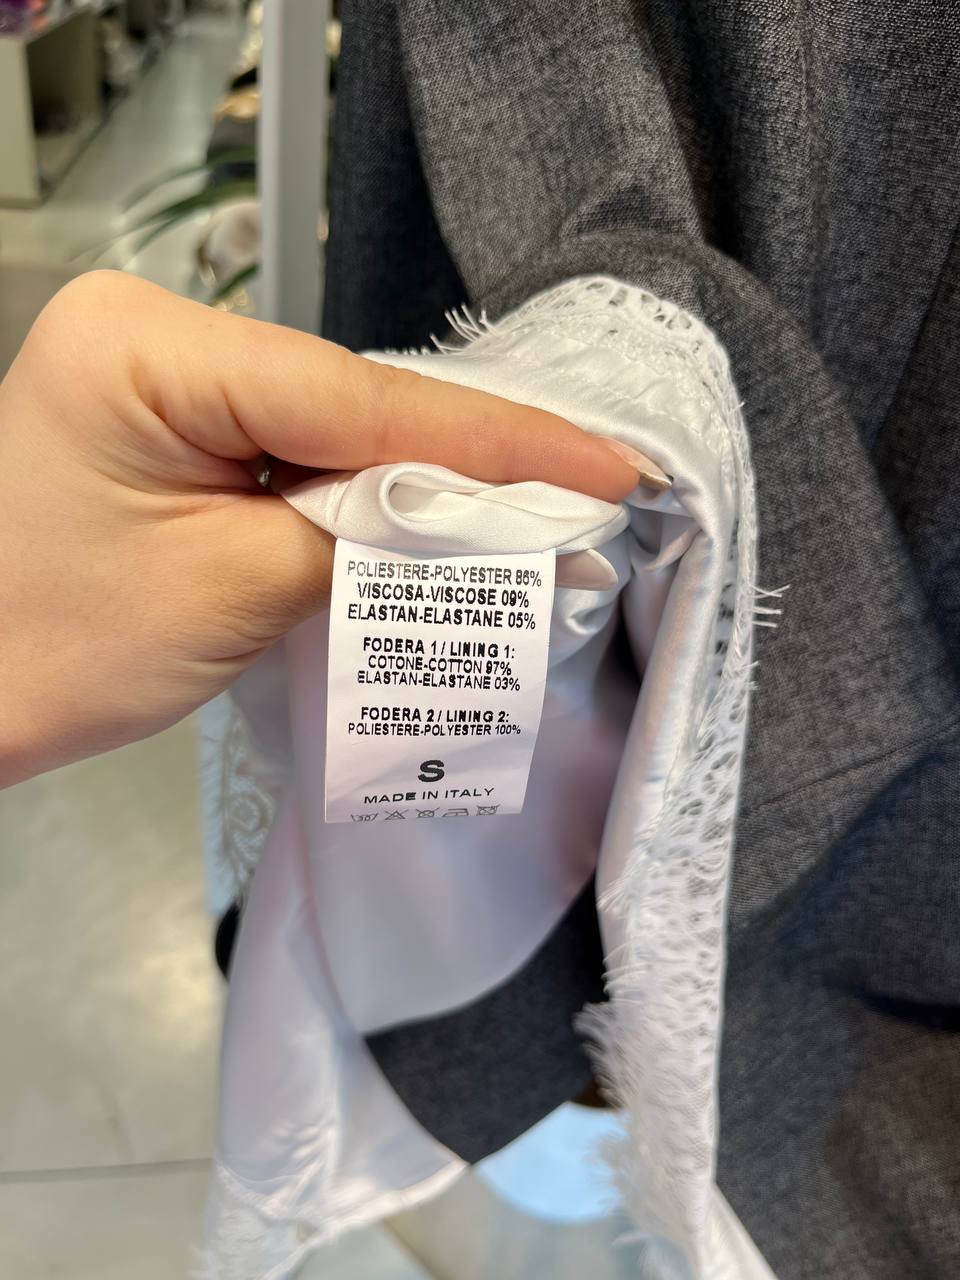 POLIESTERE-POLYESTER 86%
VISCOSA-VISCOSE 09%
ELASTAN-ELASTANE 05%
FODERA 1 / LINING 1:
COTONE-COTTON 97%
ELASTAN-ELASTANE 03%
FODERA 2 / LINING 2:
POLIESTERE-POLYESTER 100%
S
MADE IN ITALY